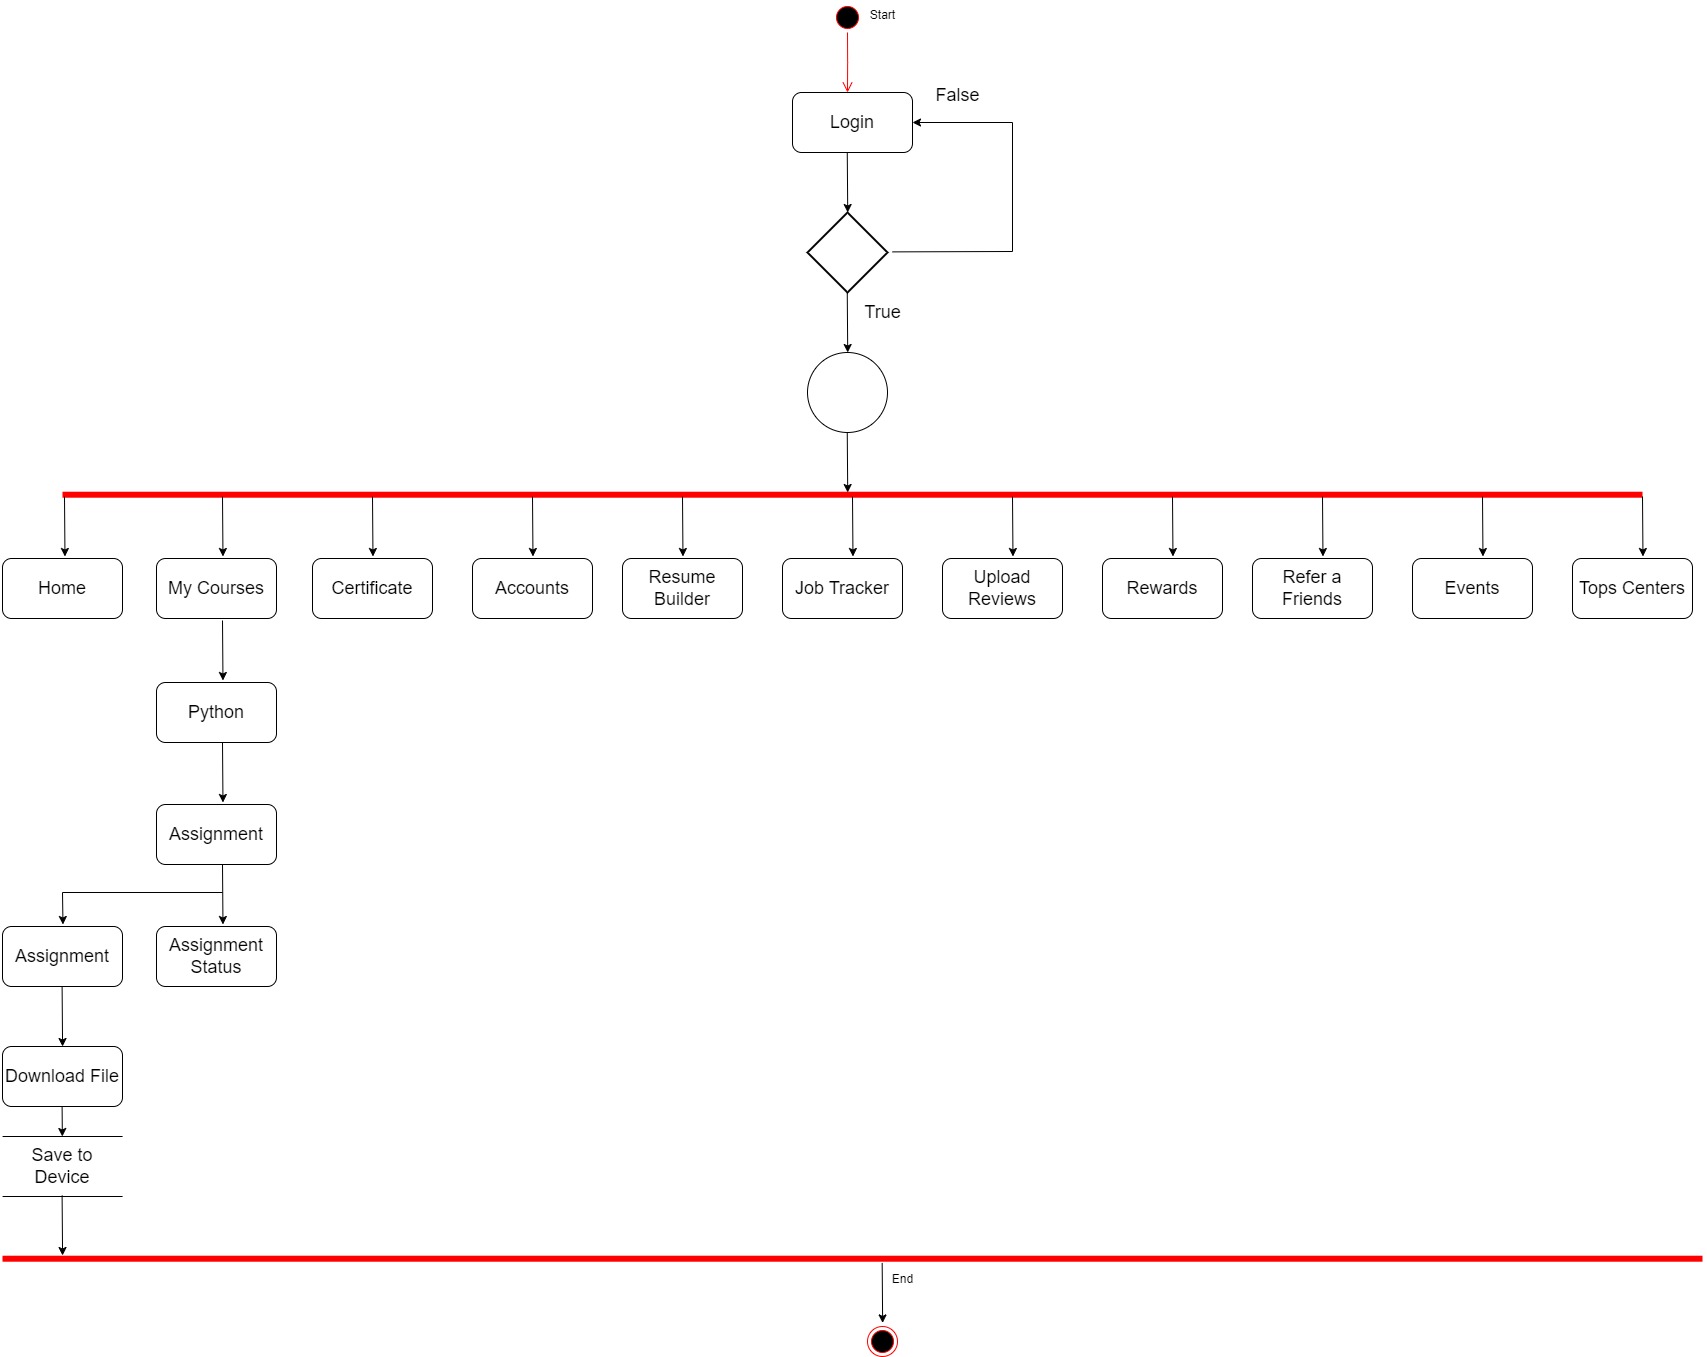 Start
False
Login
True
Home
My Courses
Certificate
Accounts
Resume
Builder
Job Tracker
Upload
Reviews
Rewards
Refer a
Friends
Events
Tops Centers
Python
Assignment
Assignment
Assignment
Status
Download File
Save to
Device
End